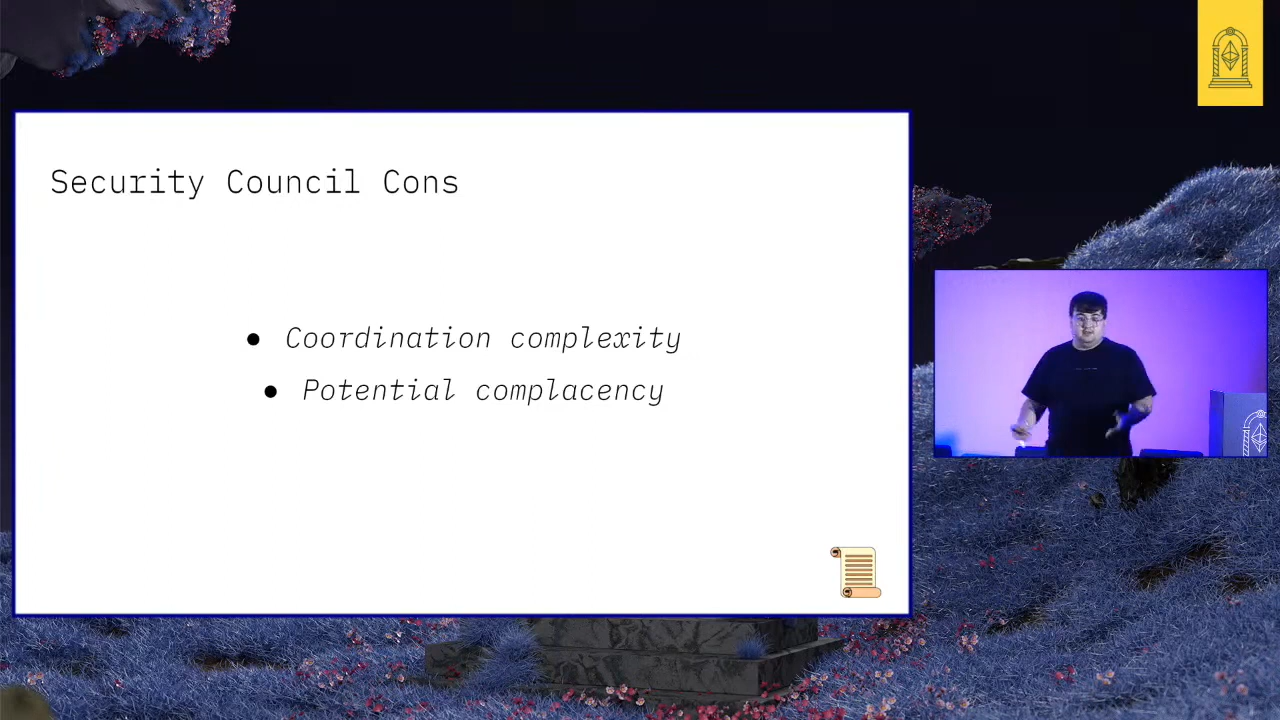 Security Council Cons
● Coordination complexity
● Potential complacency